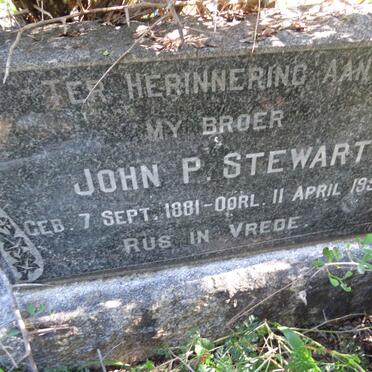 TER HERINNERING AAN
MY BROER
JOHN P. STEWART
GEB. 7 SEPT. 1881 - OORL. 11 APRIL
RUS IN VREDE.